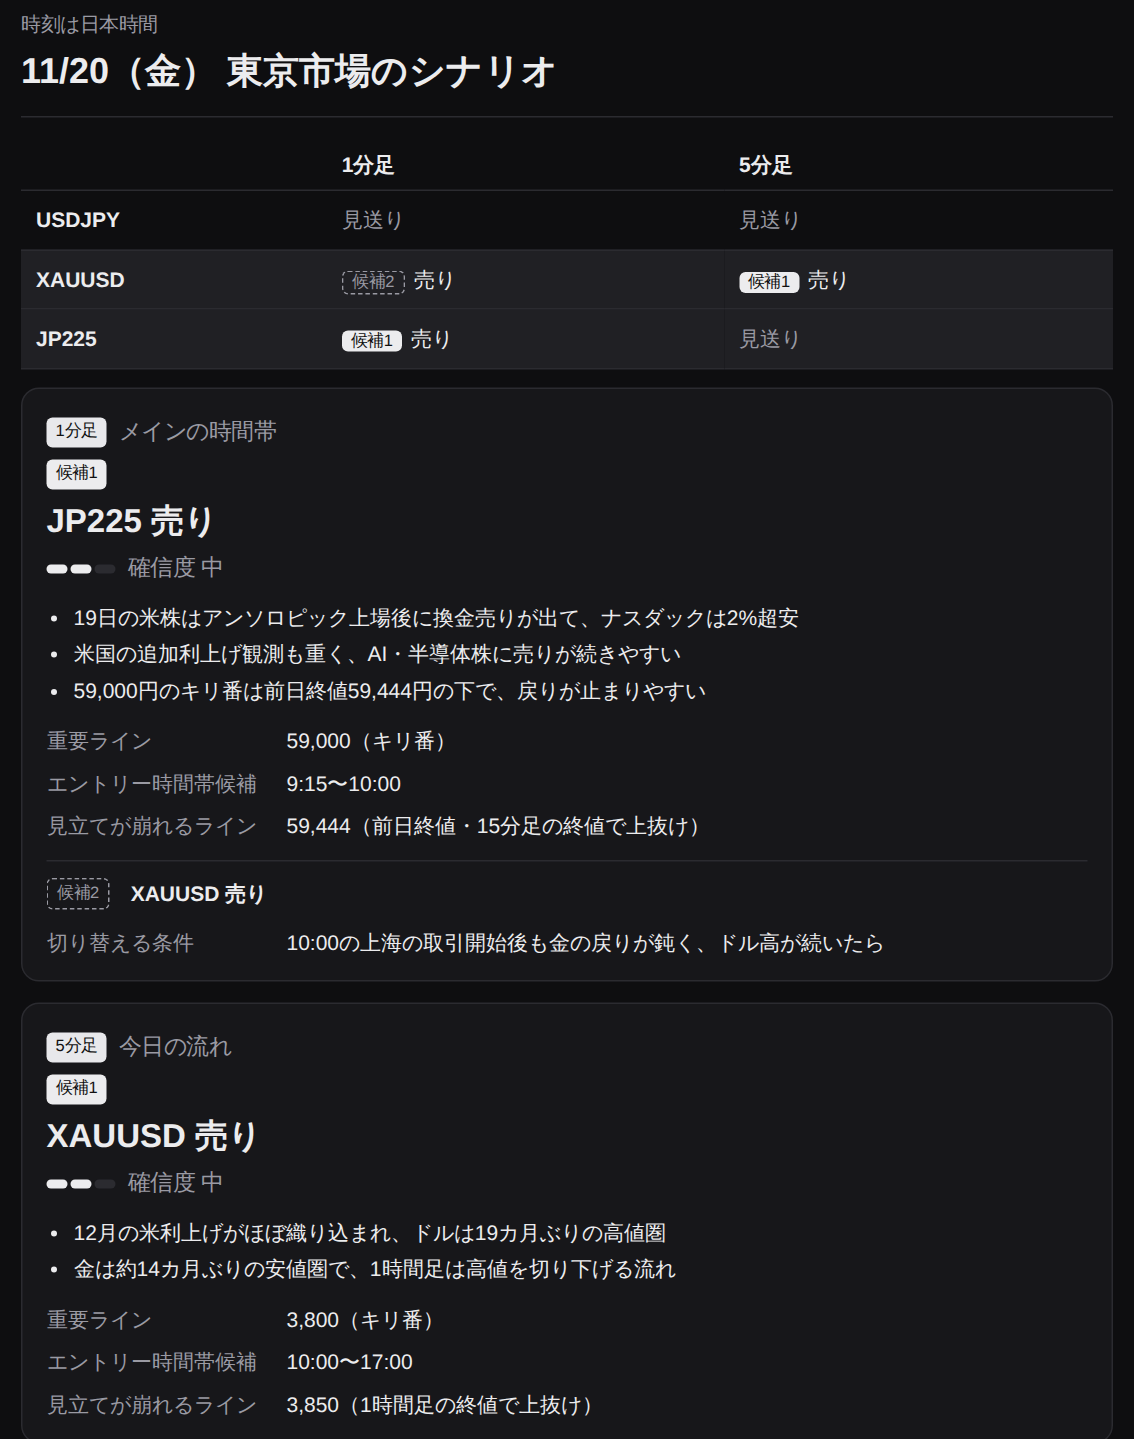 時刻は日本時間
11/20（金） 東京市場のシナリオ
1分足 5分足
USDJPY 見送り 見送り
XAUUSD 候補2 売り 候補1 売り
JP225 候補1 売り 見送り
1分足 メインの時間帯
候補1
JP225 売り
確信度 中
• 19日の米株はアンソロピック上場後に換金売りが出て、ナスダックは2%超安
• 米国の追加利上げ観測も重く、AI・半導体株に売りが続きやすい
• 59,000円のキリ番は前日終値59,444円の下で、戻りが止まりやすい
重要ライン 59,000（キリ番）
エントリー時間帯候補 9:15〜10:00
見立てが崩れるライン 59,444（前日終値・15分足の終値で上抜け）
候補2 XAUUSD 売り
切り替える条件 10:00の上海の取引開始後も金の戻りが鈍く、ドル高が続いたら
5分足 今日の流れ
候補1
XAUUSD 売り
確信度 中
• 12月の米利上げがほぼ織り込まれ、ドルは19カ月ぶりの高値圏
• 金は約14カ月ぶりの安値圏で、1時間足は高値を切り下げる流れ
重要ライン 3,800（キリ番）
エントリー時間帯候補 10:00〜17:00
見立てが崩れるライン 3,850（1時間足の終値で上抜け）